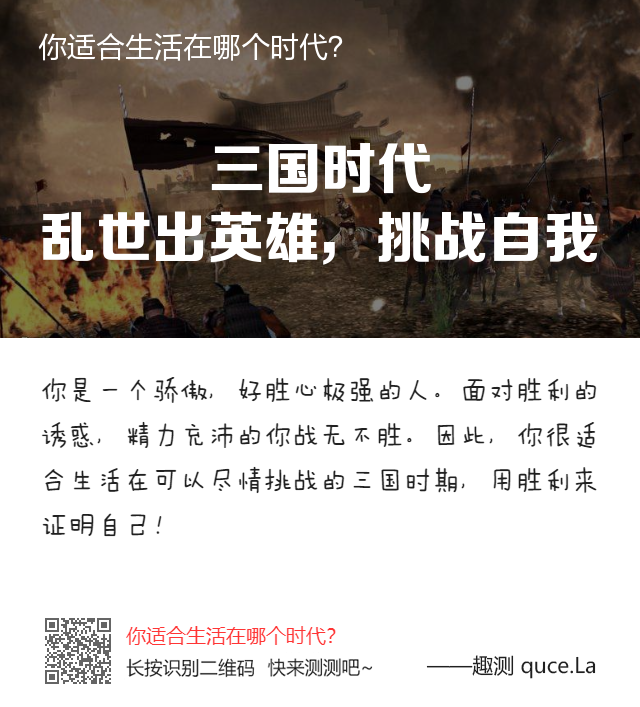 你适合生活在哪个时代？
三国时代
乱世出英雄，挑战自我
你是一个骄傲，好胜心极强的人。面对胜利的
诱惑，精力充沛的你战无不胜。因此，你很适
合生活在可以尽情挑战的三国时期，用胜利来
证明自己！
你适合生活在哪个时代？
长按识别二维码 快来测测吧~
——趣测 quce.La